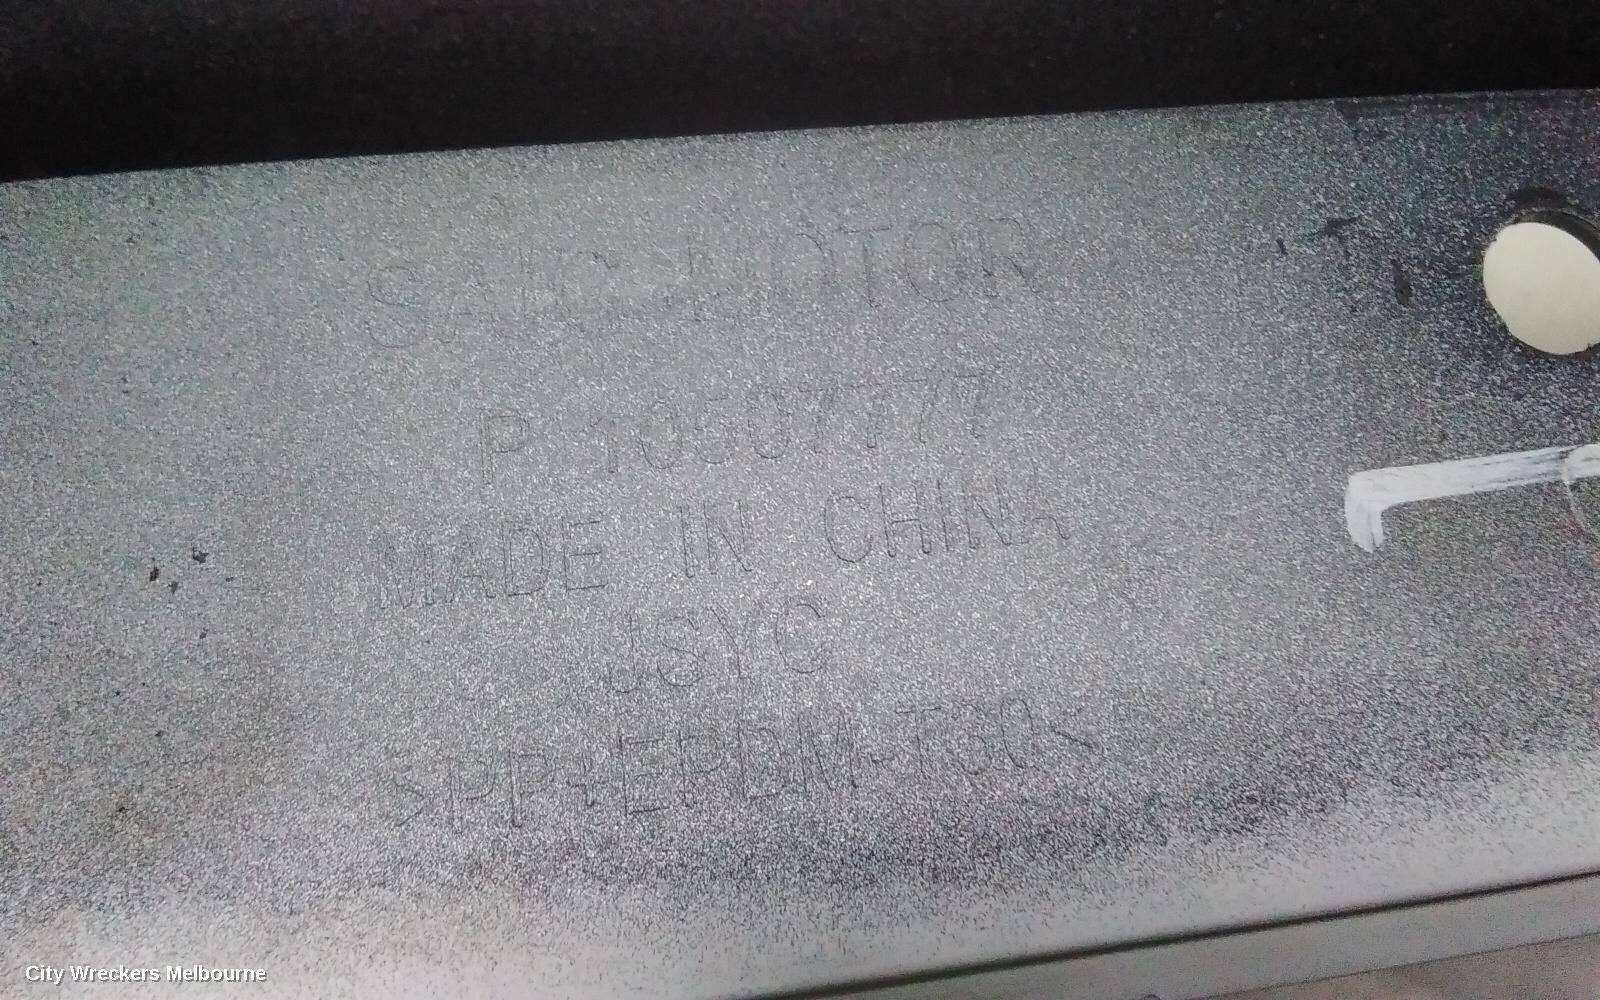 SAIC MOTOR
P 10507777
MADE IN CHINA
JSYC
>PP+EPDM-T30<
City Wreckers Melbourne